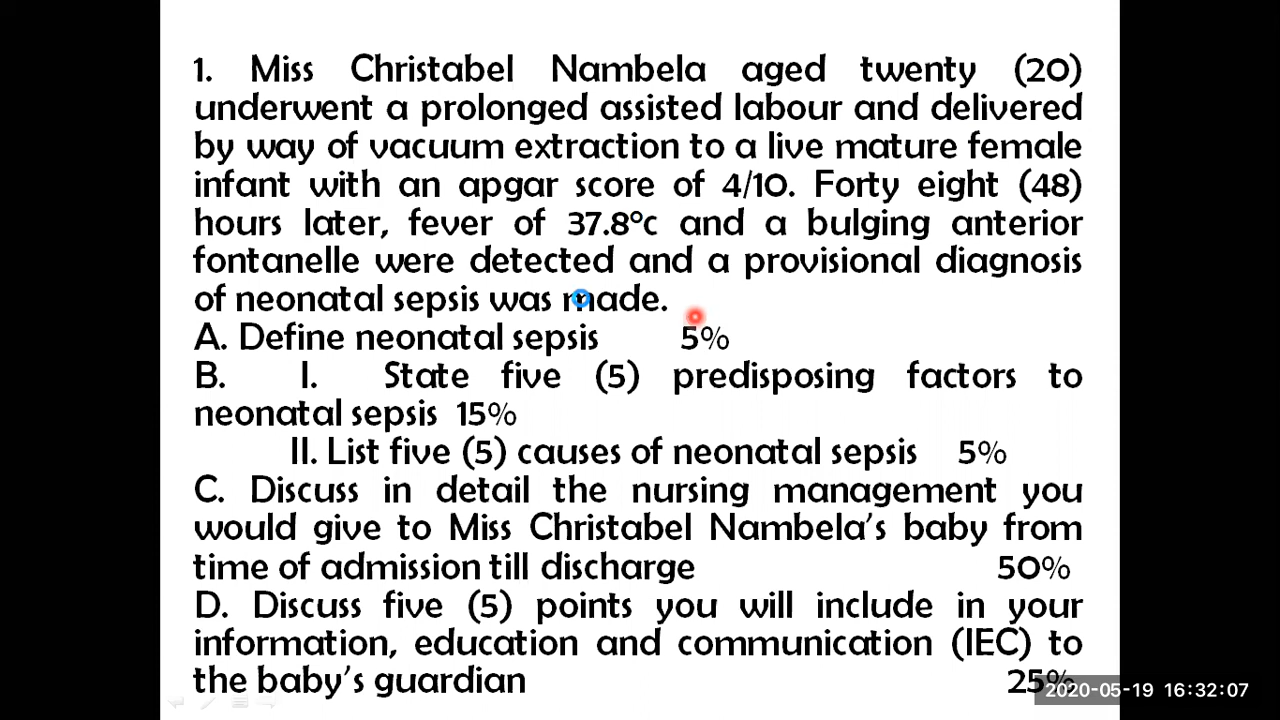 1. Miss Christabel Nambela aged twenty (20)
underwent a prolonged assisted labour and delivered
by way of vacuum extraction to a live mature female
infant with an apgar score of 4/10. Forty eight (48)
hours later, fever of 37.8°c and a bulging anterior
fontanelle were detected and a provisional diagnosis
of neonatal sepsis was made.
A. Define neonatal sepsis 5%
B. I. State five (5) predisposing factors to
neonatal sepsis 15%
II. List five (5) causes of neonatal sepsis 5%
C. Discuss in detail the nursing management you
would give to Miss Christabel Nambela’s baby from
time of admission till discharge 50%
D. Discuss five (5) points you will include in your
information, education and communication (IEC) to
the baby’s guardian 25%
2020-05-19 16:32:07